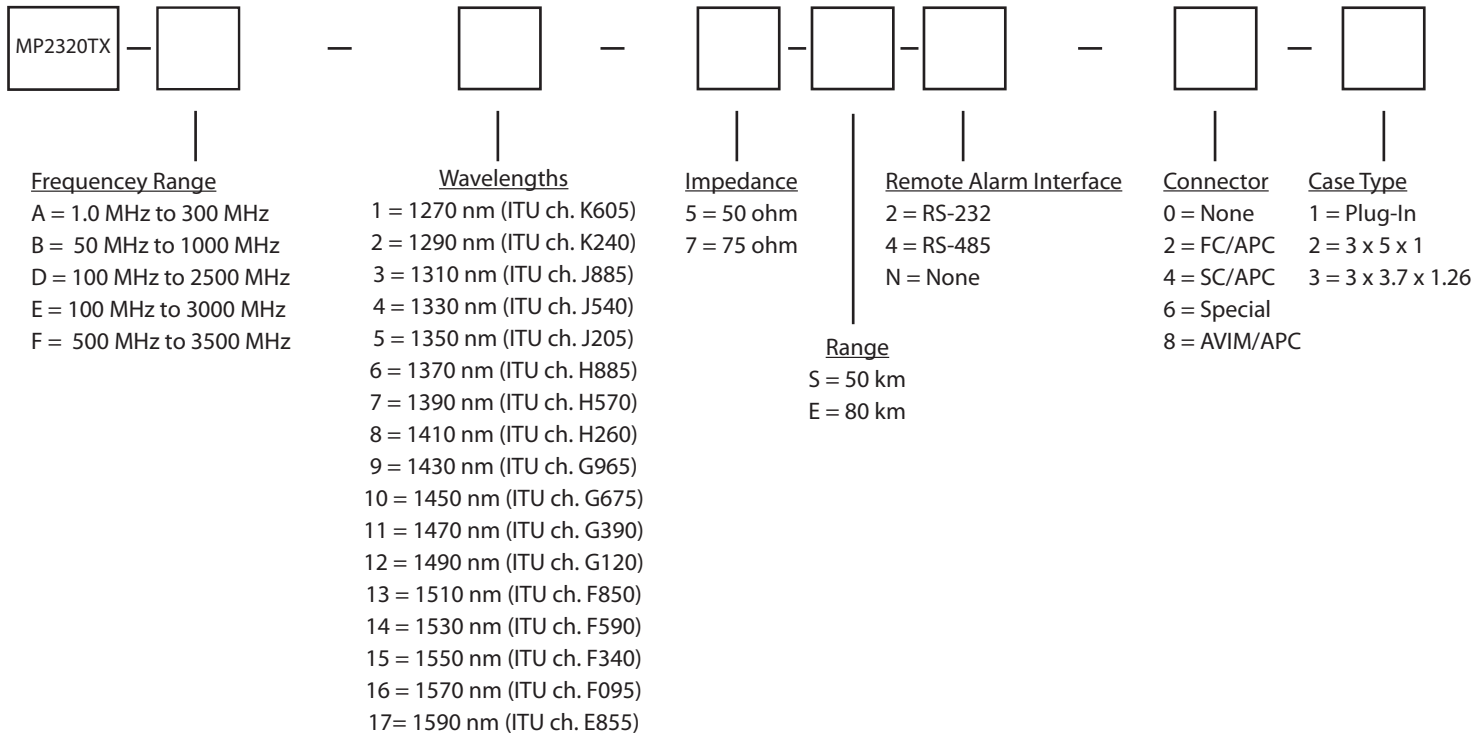 MP2320TX – – – – – – –
Frequencey Range
A = 1.0 MHz to 300 MHz
B = 50 MHz to 1000 MHz
D = 100 MHz to 2500 MHz
E = 100 MHz to 3000 MHz
F = 500 MHz to 3500 MHz
Wavelengths
1 = 1270 nm (ITU ch. K605)
2 = 1290 nm (ITU ch. K240)
3 = 1310 nm (ITU ch. J885)
4 = 1330 nm (ITU ch. J540)
5 = 1350 nm (ITU ch. J205)
6 = 1370 nm (ITU ch. H885)
7 = 1390 nm (ITU ch. H570)
8 = 1410 nm (ITU ch. H260)
9 = 1430 nm (ITU ch. G965)
10 = 1450 nm (ITU ch. G675)
11 = 1470 nm (ITU ch. G390)
12 = 1490 nm (ITU ch. G120)
13 = 1510 nm (ITU ch. F850)
14 = 1530 nm (ITU ch. F590)
15 = 1550 nm (ITU ch. F340)
16 = 1570 nm (ITU ch. F095)
17= 1590 nm (ITU ch. E855)
Impedance
5 = 50 ohm
7 = 75 ohm
Range
S = 50 km
E = 80 km
Remote Alarm Interface
2 = RS-232
4 = RS-485
N = None
Connector
0 = None
2 = FC/APC
4 = SC/APC
6 = Special
8 = AVIM/APC
Case Type
1 = Plug-In
2 = 3 x 5 x 1
3 = 3 x 3.7 x 1.26